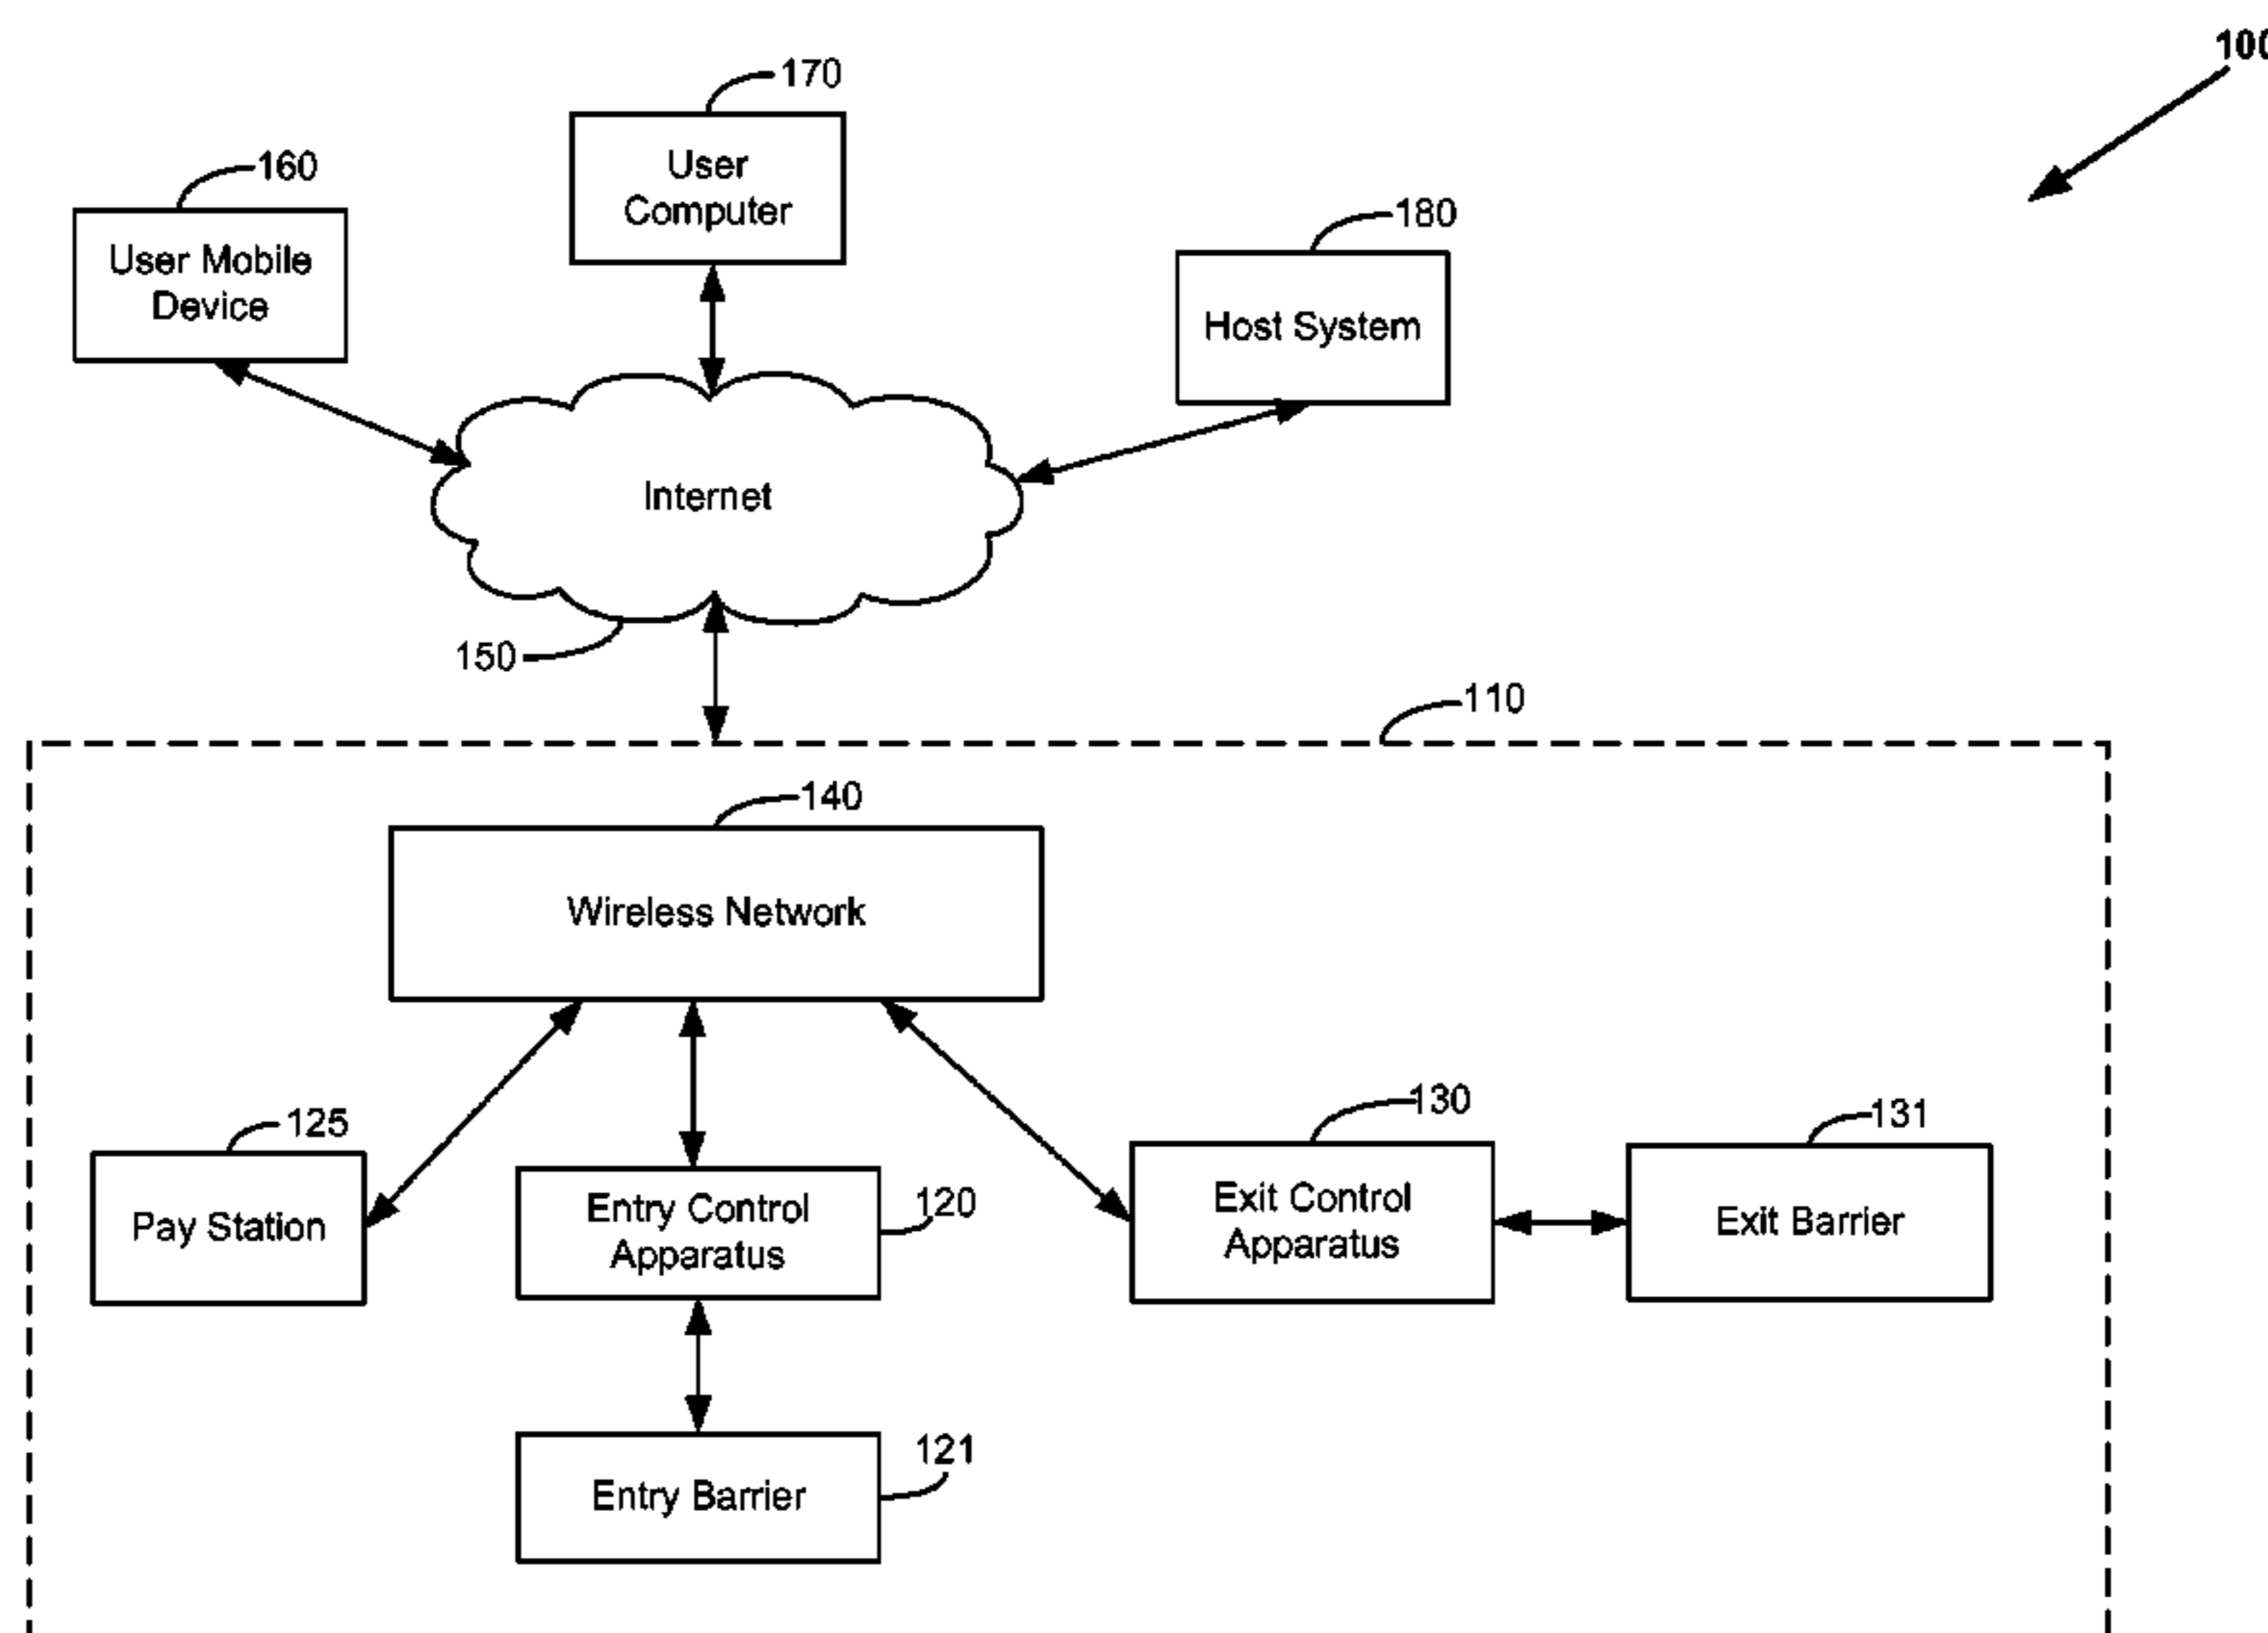 100
170
User
Computer
160
User Mobile
Device
180
Host System
Internet
150
110
140
Wireless Network
125
Pay Station
Entry Control
Apparatus
120
130
Exit Control
Apparatus
131
Exit Barrier
121
Entry Barrier